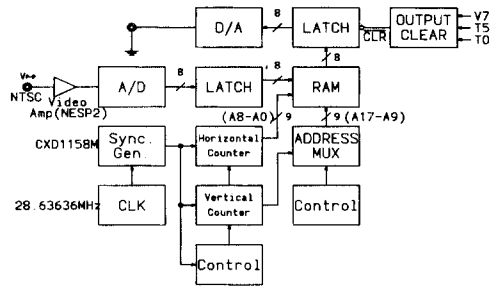 8
8
D/A
LATCH
OUTPUT
CLEAR
V7
T5
T0
CLR
8
8
8
NTSC
Video
Amp(NESP2)
A/D
LATCH
RAM
(A8-A0)
9
9
(A17-A9)
CXD1158M
Sync.
Gen.
Horizontal
Counter
ADDRESS
MUX
28.63636MHz
CLK
Vertical
Counter
Control
Control